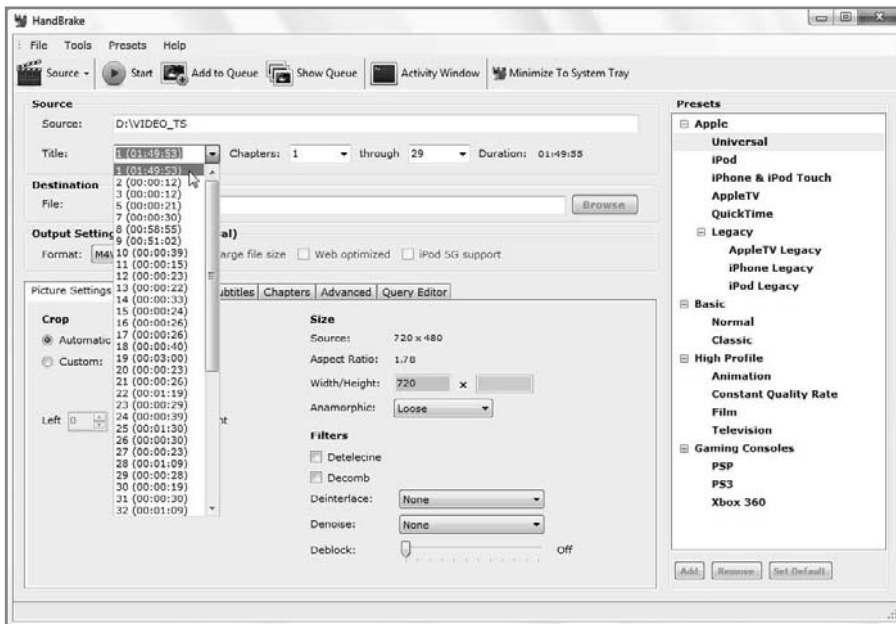 HandBrake
File Tools Presets Help
Source Start Add to Queue Show Queue Activity Window Minimize To System Tray
Source
Source: D:\VIDEO_TS
Title: 1 (01:49:53) Chapters: 1 through 29 Duration: 01:49:55
1 (01:49:53)
2 (00:00:12)
3 (00:00:12)
5 (00:00:21)
7 (00:00:30)
8 (00:58:55)
9 (00:51:02)
10 (00:00:39)
11 (00:00:15)
12 (00:00:23)
13 (00:00:22)
14 (00:00:33)
15 (00:00:24)
16 (00:00:26)
17 (00:00:26)
18 (00:00:40)
19 (00:03:00)
20 (00:00:23)
21 (00:00:26)
22 (00:01:19)
23 (00:00:29)
24 (00:00:39)
25 (00:01:30)
26 (00:00:30)
27 (00:00:23)
28 (00:01:09)
29 (00:00:28)
30 (00:00:19)
31 (00:00:30)
32 (00:01:09)
Destination
File: Browse
Output Setting al)
Format: M4V arge file size Web optimized iPod 5G support
Picture Settings ubtitles Chapters Advanced Query Editor
Crop
Automatic
Custom:
Left 0 ht
Size
Source: 720 x 480
Aspect Ratio: 1.78
Width/Height: 720 x
Anamorphic: Loose
Filters
Detelecine
Decomb
Deinterlace: None
Denoise: None
Deblock: Off
Presets
Apple
Universal
iPod
iPhone & iPod Touch
AppleTV
QuickTime
Legacy
AppleTV Legacy
iPhone Legacy
iPod Legacy
Basic
Normal
Classic
High Profile
Animation
Constant Quality Rate
Film
Television
Gaming Consoles
PSP
PS3
Xbox 360
Add Remove Set Default